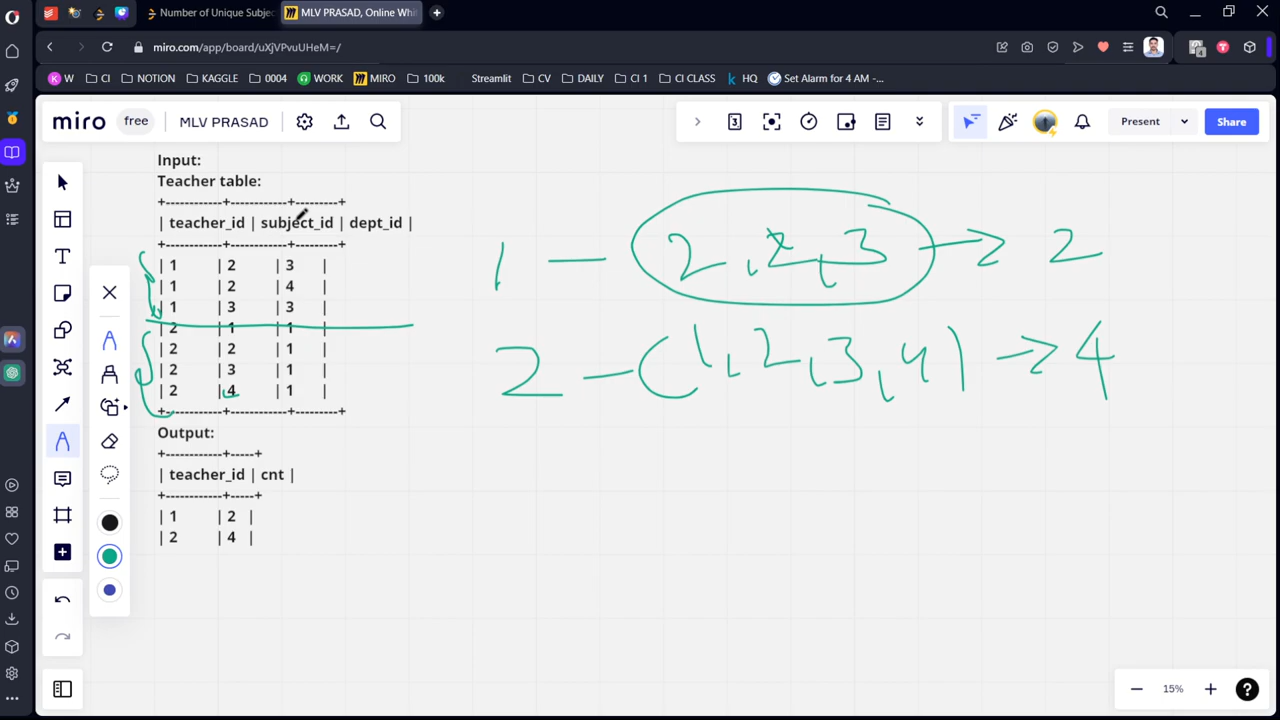 Number of Unique Subje
MLV PRASAD, Online Whi
miro.com/app/board/uXjVPvuUHeM=/
W CI NOTION KAGGLE 0004 WORK MIRO 100k Streamlit CV DAILY CI 1 CI CLASS HQ Set Alarm for 4 AM -...
miro free MLV PRASAD
3 Present Share
Input:
Teacher table:
+------------+------------+---------+
| teacher_id | subject_id | dept_id |
+------------+------------+---------+
| 1 | 2 | 3 |
| 1 | 2 | 4 |
| 1 | 3 | 3 |
| 2 | 1 | 1 |
| 2 | 2 | 1 |
| 2 | 3 | 1 |
| 2 | 4 | 1 |
+------------+------------+---------+
Output:
+------------+-----+
| teacher_id | cnt |
+------------+-----+
| 1 | 2 |
| 2 | 4 |
1 — 2,2,3 → 2
2 — (1,2,3,4) → 4
15%